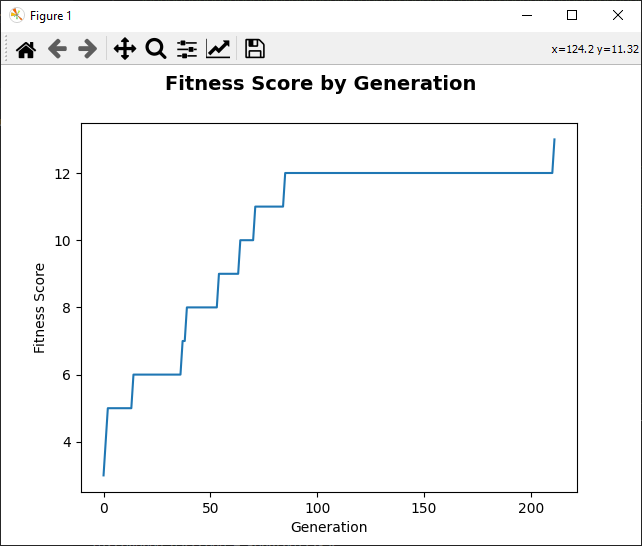 Figure 1
x=124.2 y=11.32
Fitness Score by Generation
12
10
8
6
4
Fitness Score
0 50 100 150 200
Generation